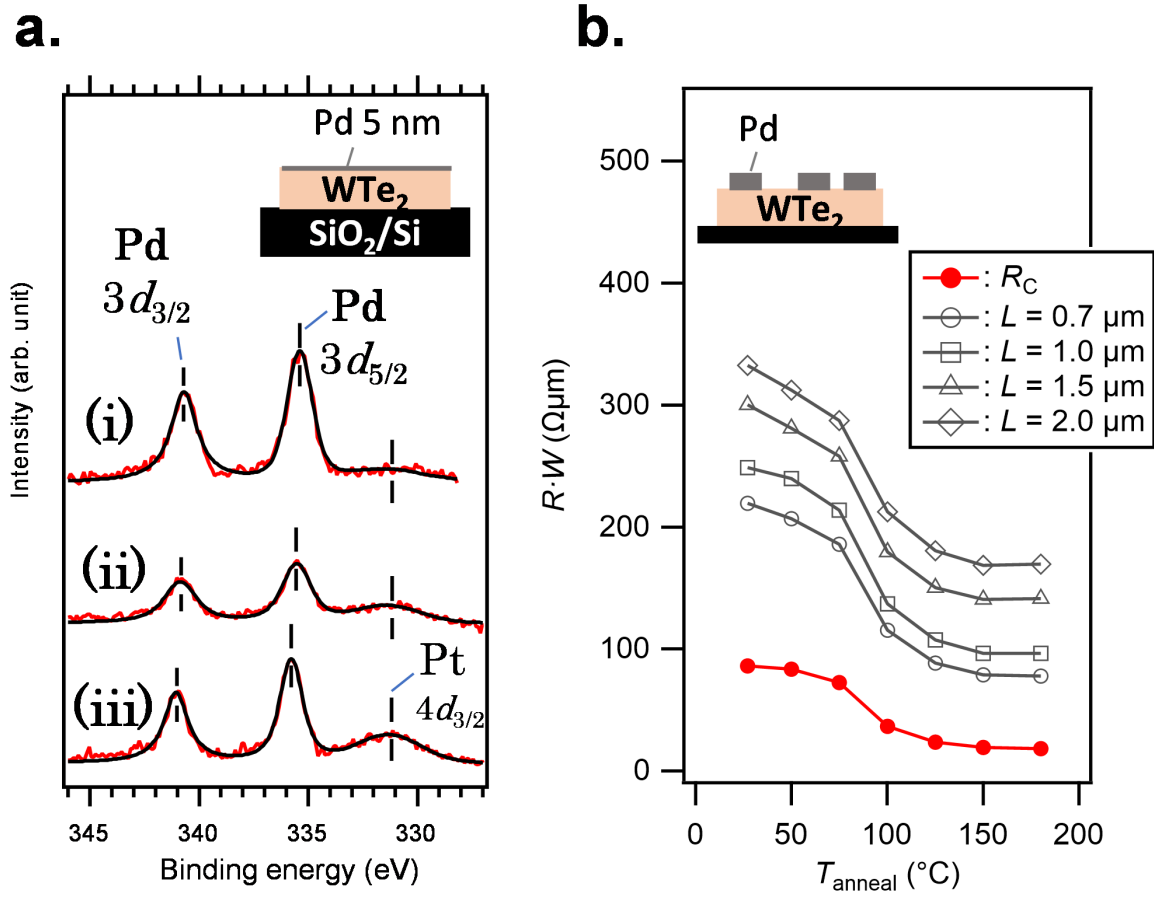 a.
Pd 5 nm
WTe₂
SiO₂/Si
Pd
3d₃/₂
Pd
3d₅/₂
(i)
(ii)
(iii)
Pt
4d₃/₂
Intensity (arb. unit)
345 340 335 330
Binding energy (eV)
b.
Pd
WTe₂
: R_C
: L = 0.7 µm
: L = 1.0 µm
: L = 1.5 µm
: L = 2.0 µm
500
400
300
200
100
0
R·W (Ωµm)
0 50 100 150 200
T_anneal (°C)